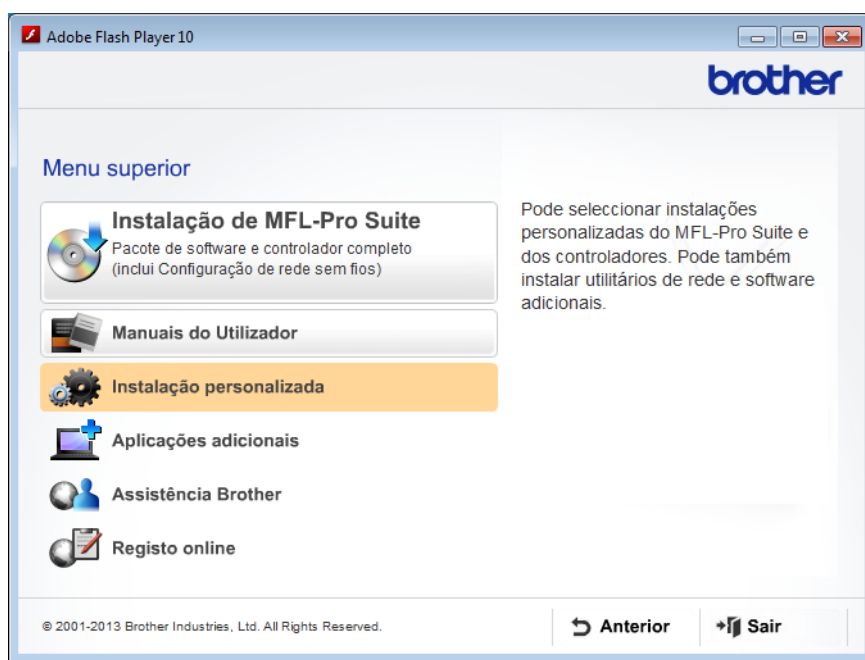 Adobe Flash Player 10
brother
Menu superior
Instalação de MFL-Pro Suite
Pacote de software e controlador completo
(inclui Configuração de rede sem fios)
Manuais do Utilizador
Instalação personalizada
Aplicações adicionais
Assistência Brother
Registo online
Pode seleccionar instalações
personalizadas do MFL-Pro Suite e
dos controladores. Pode também
instalar utilitários de rede e software
adicionais.
© 2001-2013 Brother Industries, Ltd. All Rights Reserved.
Anterior
Sair